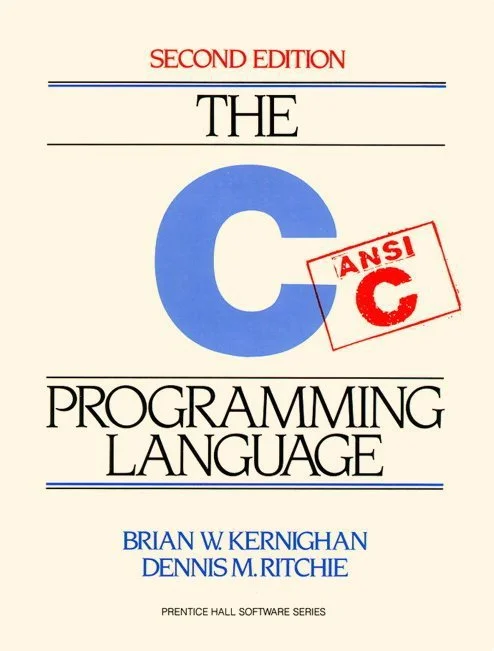 SECOND EDITION
THE
C
ANSI
C
PROGRAMMING
LANGUAGE
BRIAN W. KERNIGHAN
DENNIS M. RITCHIE
PRENTICE HALL SOFTWARE SERIES